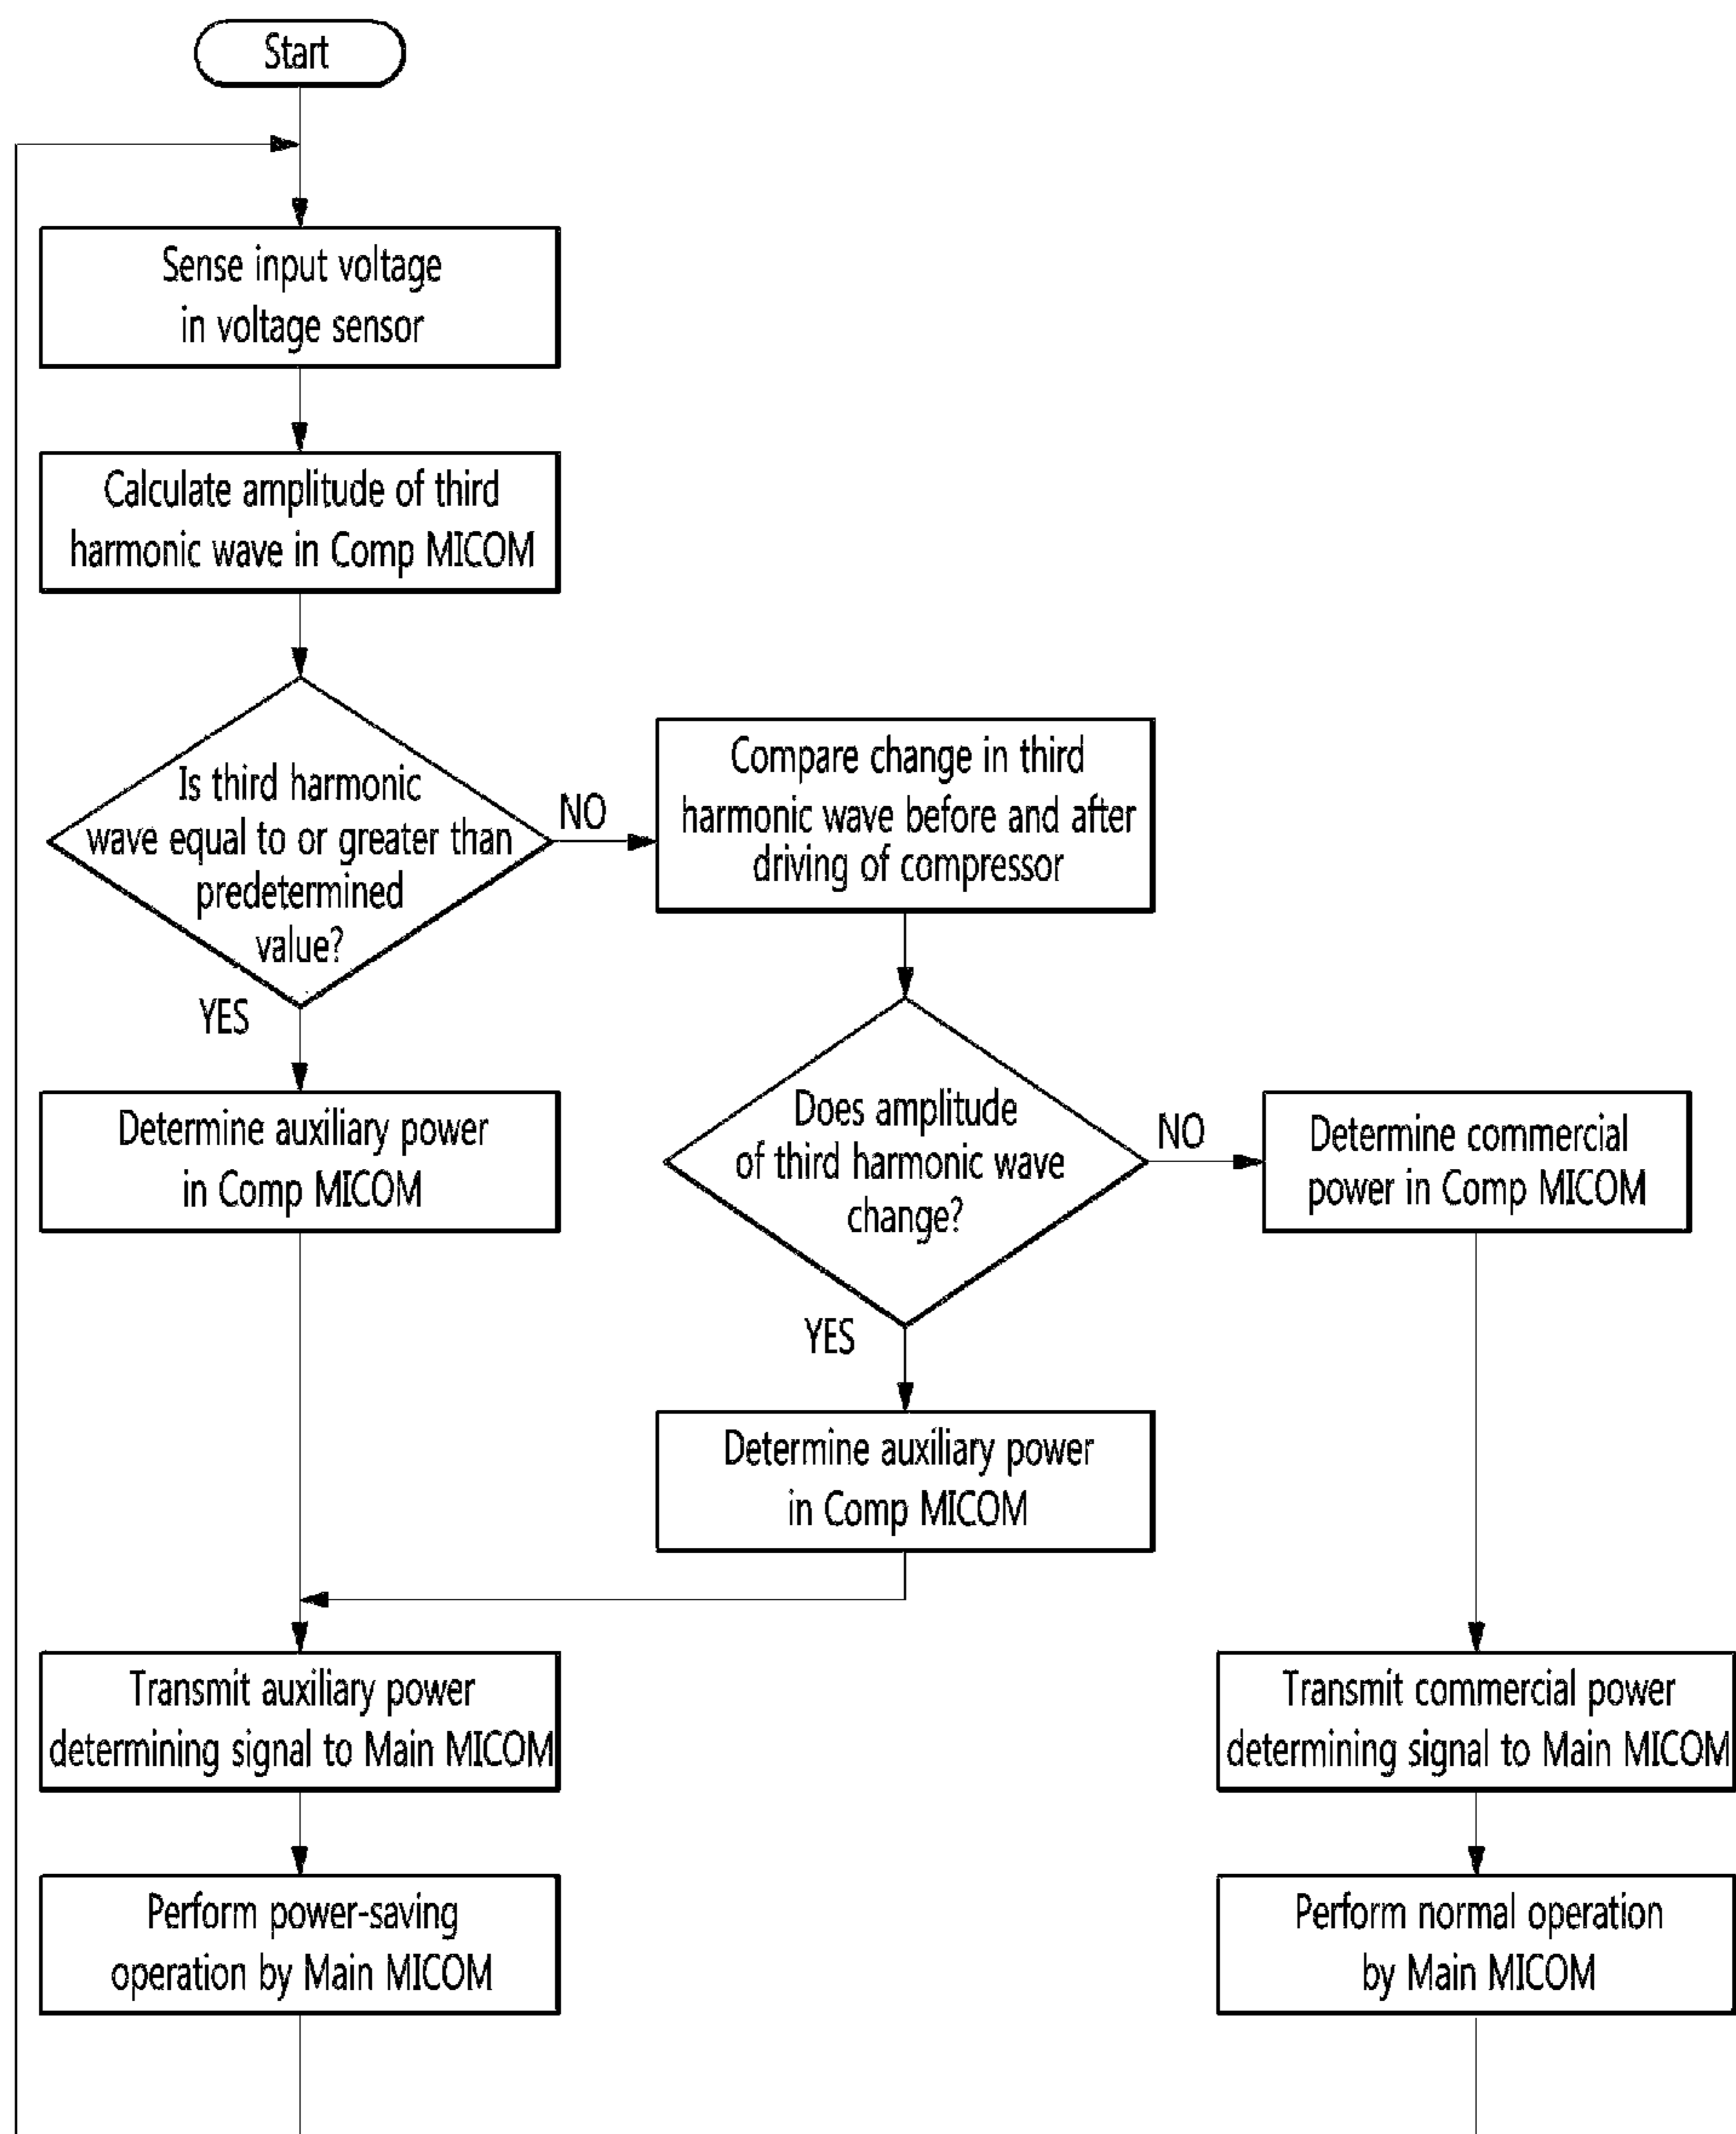 Start
Sense input voltage
in voltage sensor
Calculate amplitude of third
harmonic wave in Comp MICOM
Is third harmonic
wave equal to or greater than
predetermined
value?
NO
YES
Compare change in third
harmonic wave before and after
driving of compressor
Determine auxiliary power
in Comp MICOM
Does amplitude
of third harmonic wave
change?
NO
YES
Determine commercial
power in Comp MICOM
Determine auxiliary power
in Comp MICOM
Transmit auxiliary power
determining signal to Main MICOM
Transmit commercial power
determining signal to Main MICOM
Perform power-saving
operation by Main MICOM
Perform normal operation
by Main MICOM